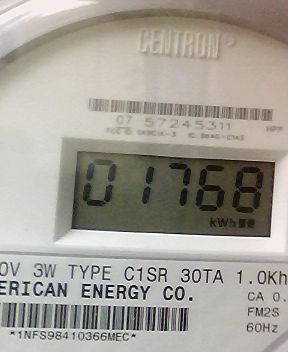 CENTRON®
07 57245311
HPP
01768
kWh
0V 3W TYPE C1SR 30TA 1.0Kh
ERICAN ENERGY CO.
CA 0.
FM2S
*1NFS98410366MEC*
60Hz